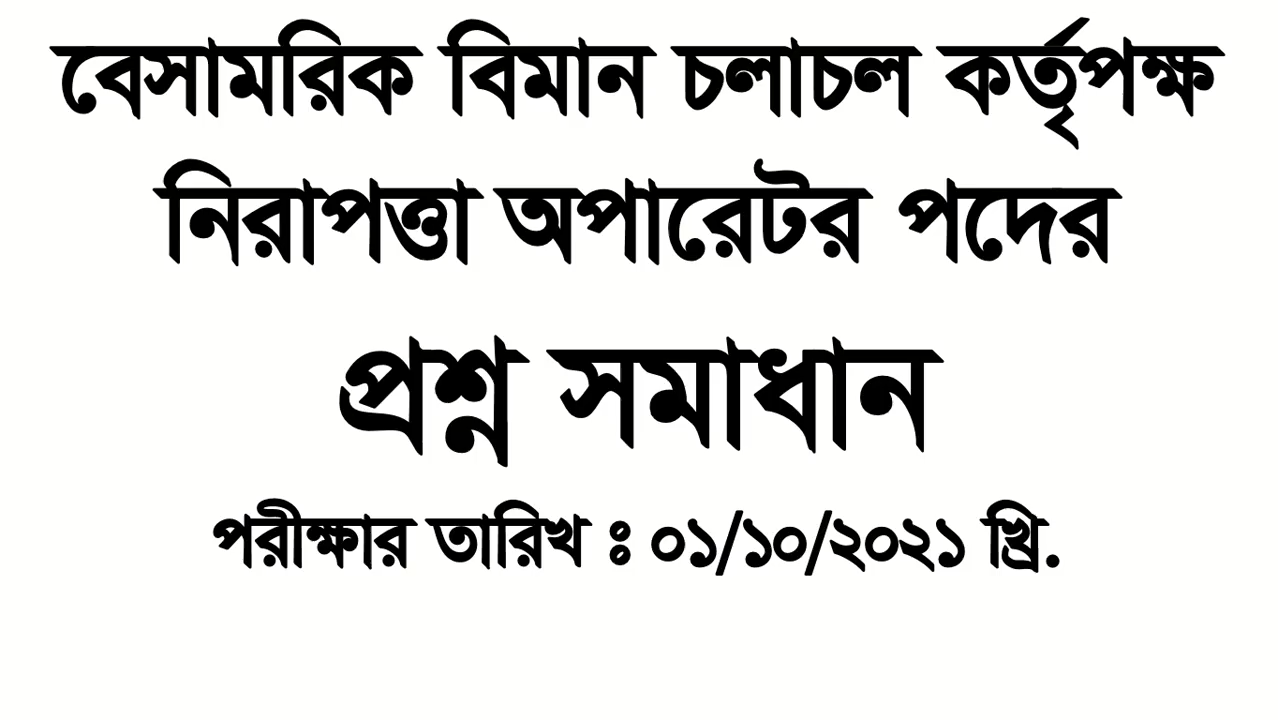 বেসামরিক বিমান চলাচল কর্তৃপক্ষ
নিরাপত্তা অপারেটর পদের
প্রশ্ন সমাধান
পরীক্ষার তারিখ ঃ ০১/১০/২০২১ খ্রি.